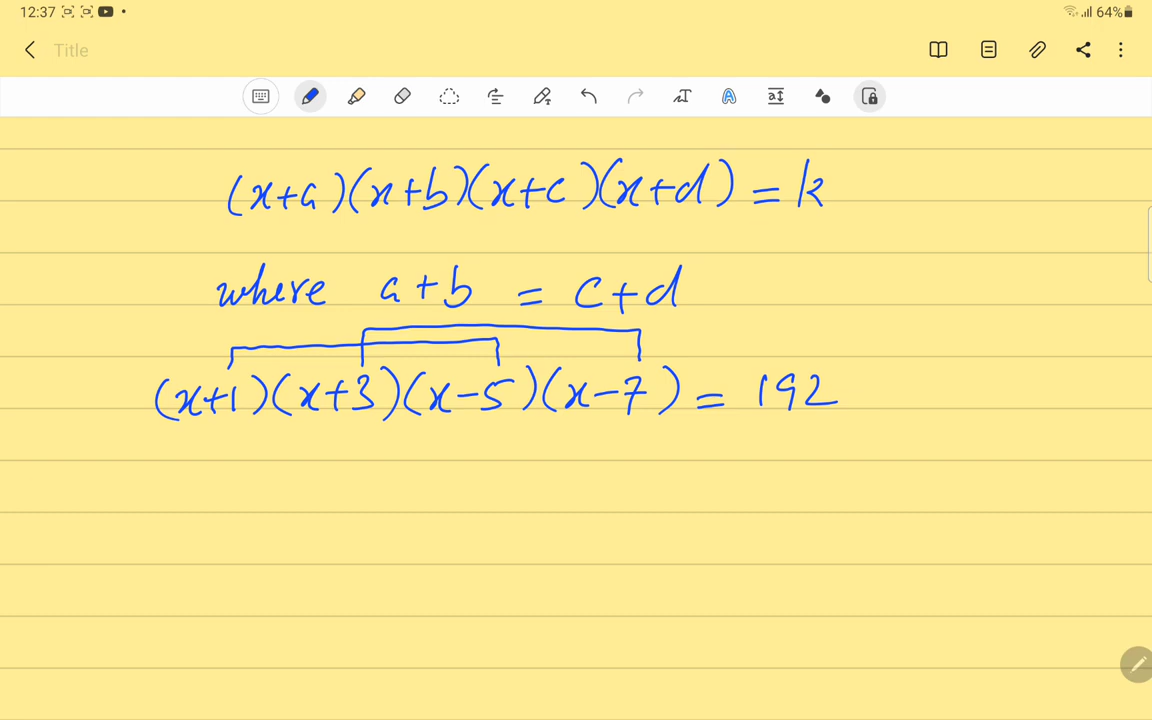 12:37
64%
Title
(x+a)(x+b)(x+c)(x+d) = k
where a+b = c+d
(x+1)(x+3)(x-5)(x-7) = 192